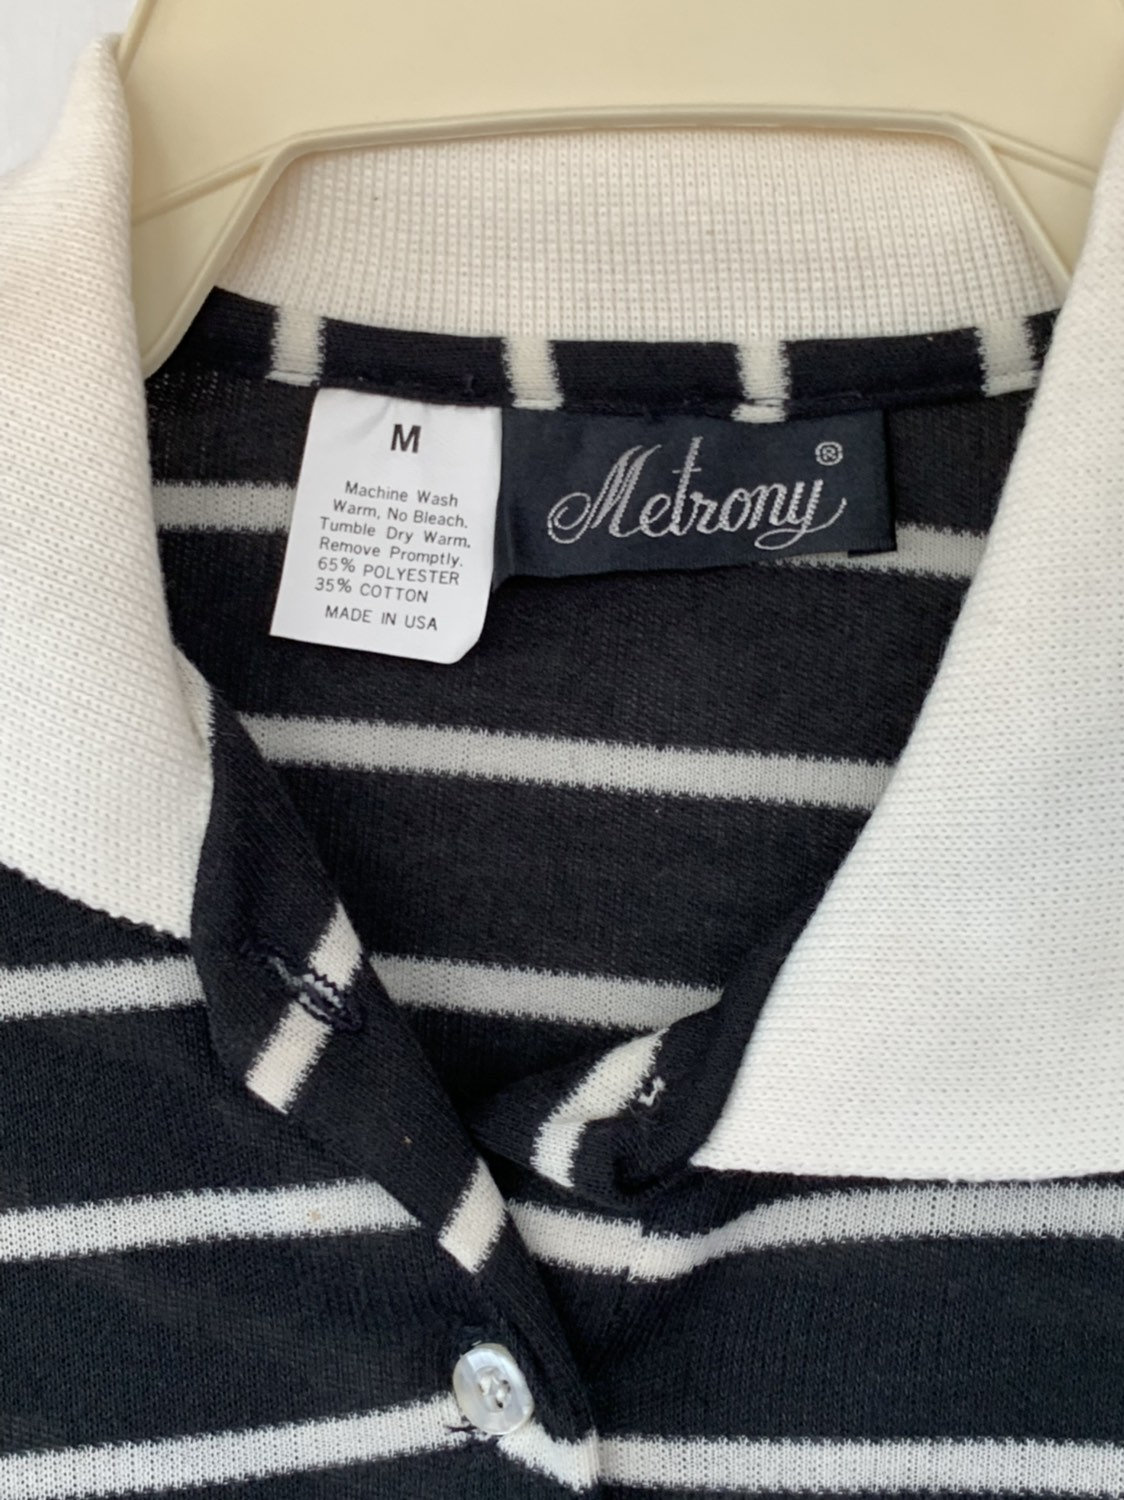 M
Machine Wash
Warm, No Bleach.
Tumble Dry Warm.
Remove Promptly.
65% POLYESTER
35% COTTON
MADE IN USA
Metrony ®